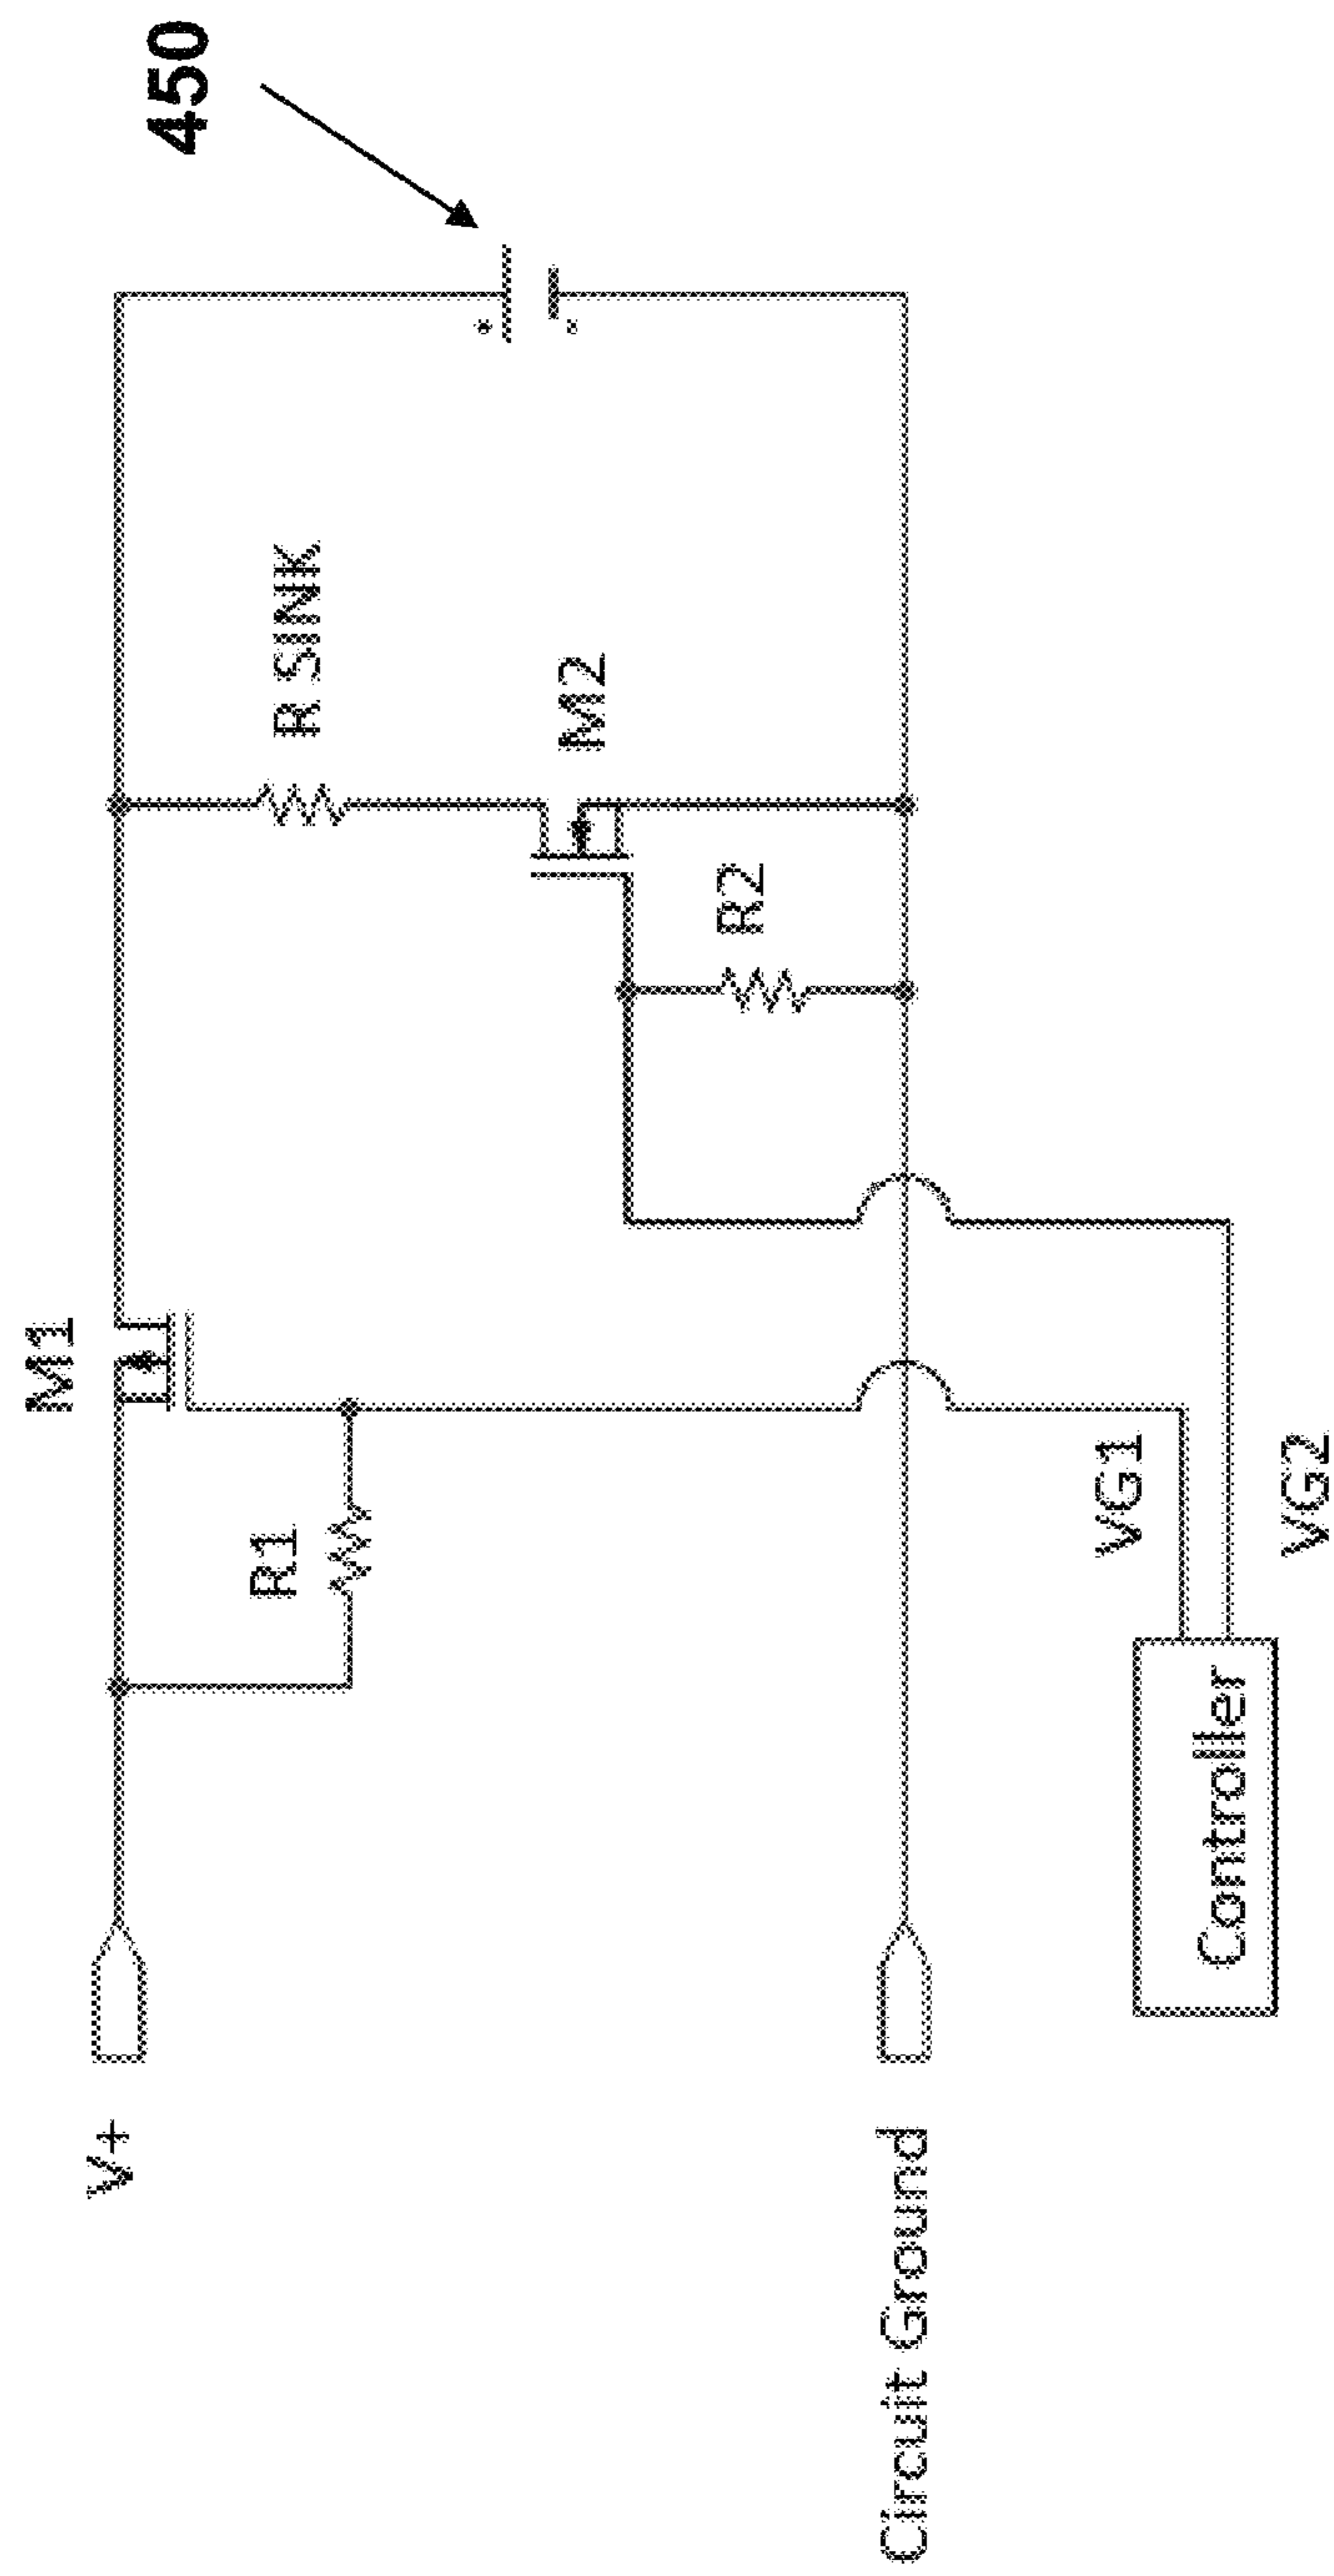 450
M1
R SINK
M2
R1
R2
V+
Circuit Ground
VG1
VG2
Controller